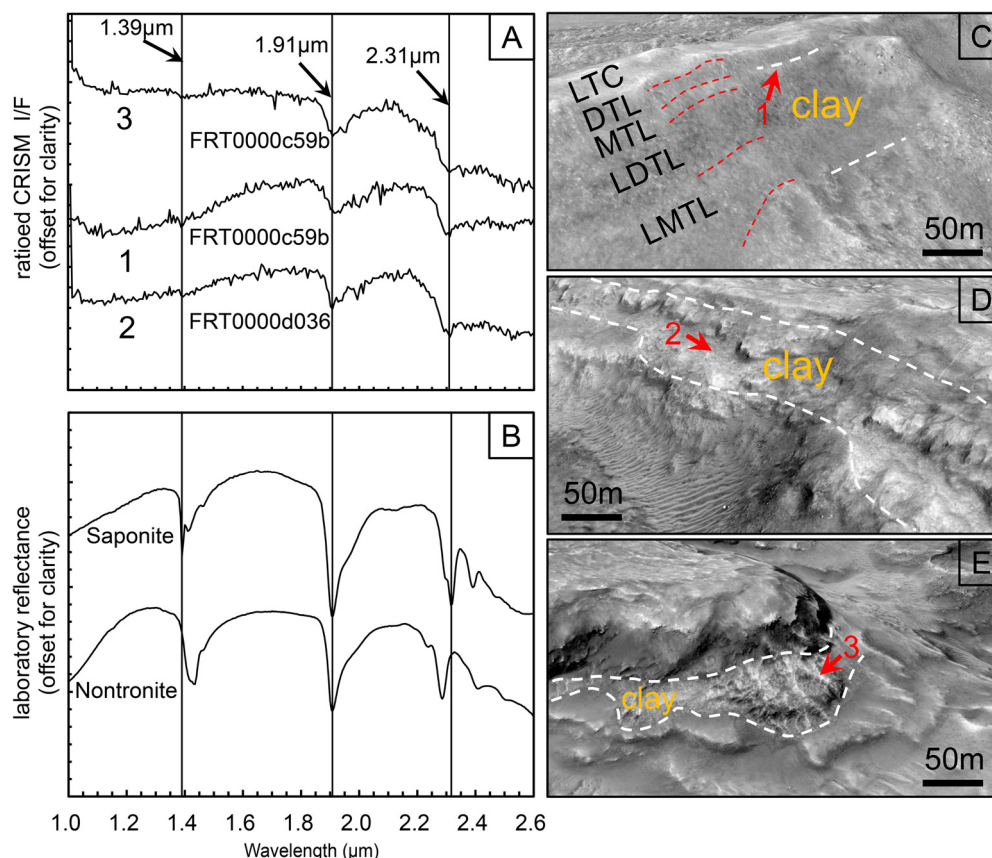 A
1.39µm
1.91µm
2.31µm
3
FRT0000c59b
1
FRT0000c59b
2
FRT0000d036
ratioed CRISM I/F
(offset for clarity)
B
Saponite
Nontronite
laboratory reflectance
(offset for clarity)
1.0 1.2 1.4 1.6 1.8 2.0 2.2 2.4 2.6
Wavelength (µm)
C
LTC
DTL
MTL
LDTL
LMTL
1
clay
50m
D
2
clay
50m
E
3
clay
50m